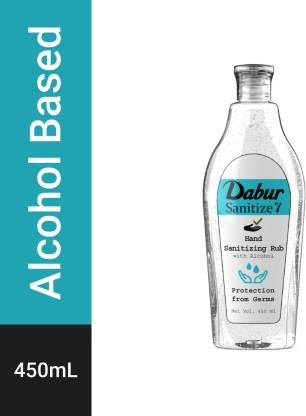 Alcohol Based
450mL
Dabur
Sanitize
Hand
Sanitizing Rub
with Alcohol
Protection
from Germs
Net Vol. 450 ml